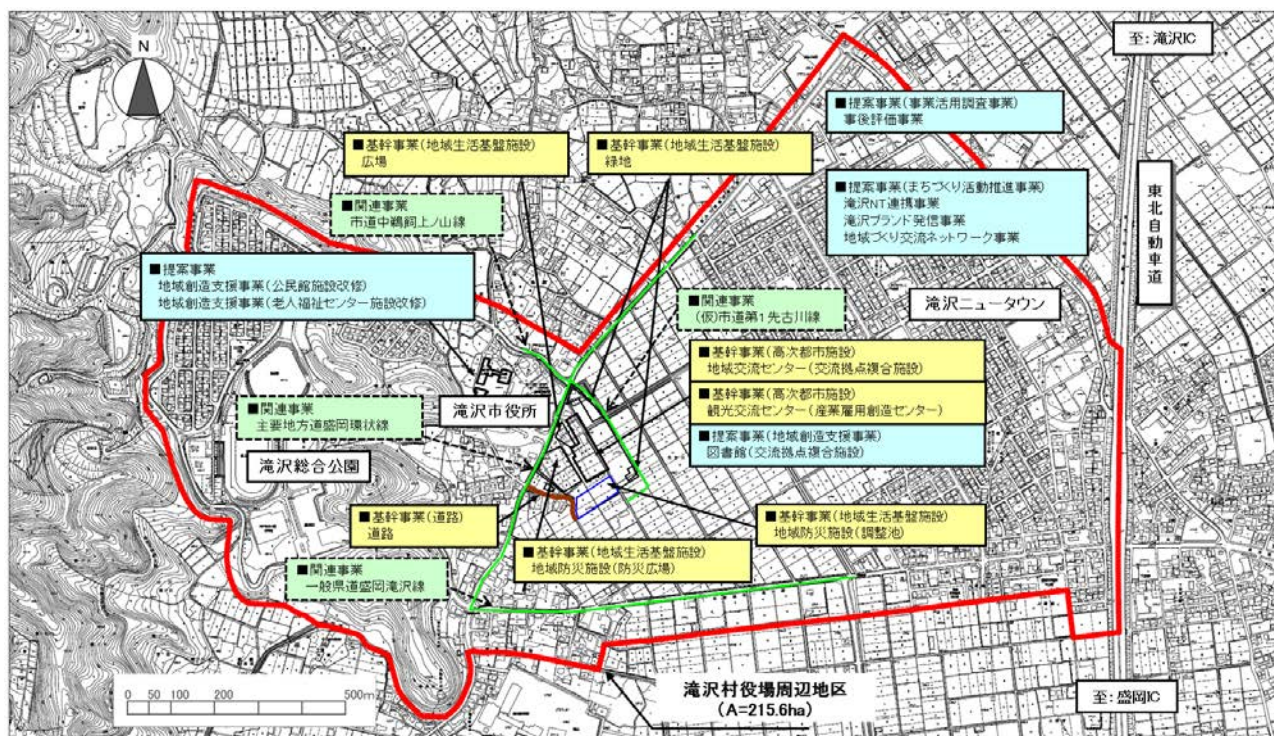 N
至:滝沢IC
■提案事業(事業活用調査事業)
事後評価事業
■基幹事業(地域生活基盤施設)
広場
■基幹事業(地域生活基盤施設)
緑地
東北自動車道
■提案事業(まちづくり活動推進事業)
滝沢NT連携事業
滝沢ブランド発信事業
地域づくり交流ネットワーク事業
■関連事業
市道中鵜飼上ノ山線
■提案事業
地域創造支援事業(公民館施設改修)
地域創造支援事業(老人福祉センター施設改修)
■関連事業
(仮)市道第1先古川線
滝沢ニュータウン
■基幹事業(高次都市施設)
地域交流センター(交流拠点複合施設)
■基幹事業(高次都市施設)
観光交流センター(産業雇用創造センター)
■提案事業(地域創造支援事業)
図書館(交流拠点複合施設)
滝沢市役所
■関連事業
主要地方道盛岡環状線
滝沢総合公園
■基幹事業(道路)
道路
■基幹事業(地域生活基盤施設)
地域防災施設(調整池)
■基幹事業(地域生活基盤施設)
地域防災施設(防災広場)
■関連事業
一般県道盛岡滝沢線
0 50 100 200 500m
滝沢村役場周辺地区
(A=215.6ha)
至:盛岡IC